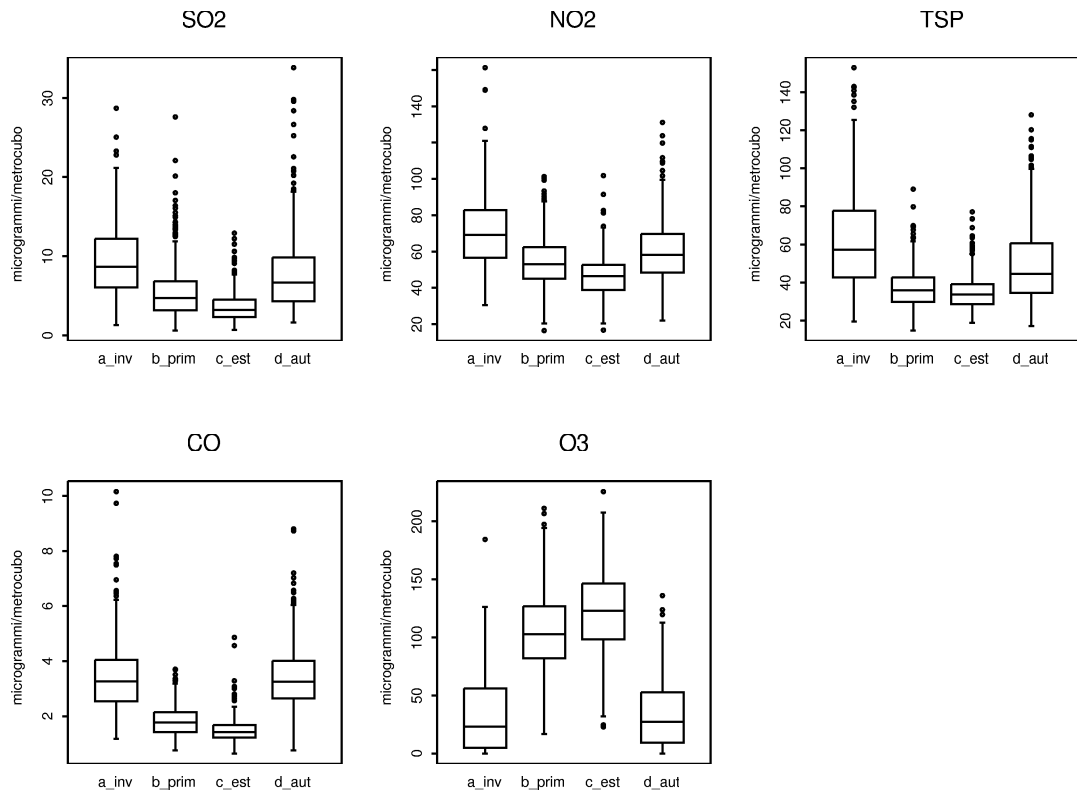 SO2
microgrammi/metrocubo
30
20
10
0
a_inv b_prim c_est d_aut
NO2
microgrammi/metrocubo
140
100
80
60
40
20
a_inv b_prim c_est d_aut
TSP
microgrammi/metrocubo
140
120
100
80
60
40
20
a_inv b_prim c_est d_aut
CO
microgrammi/metrocubo
10
8
6
4
2
a_inv b_prim c_est d_aut
O3
microgrammi/metrocubo
200
150
100
50
0
a_inv b_prim c_est d_aut